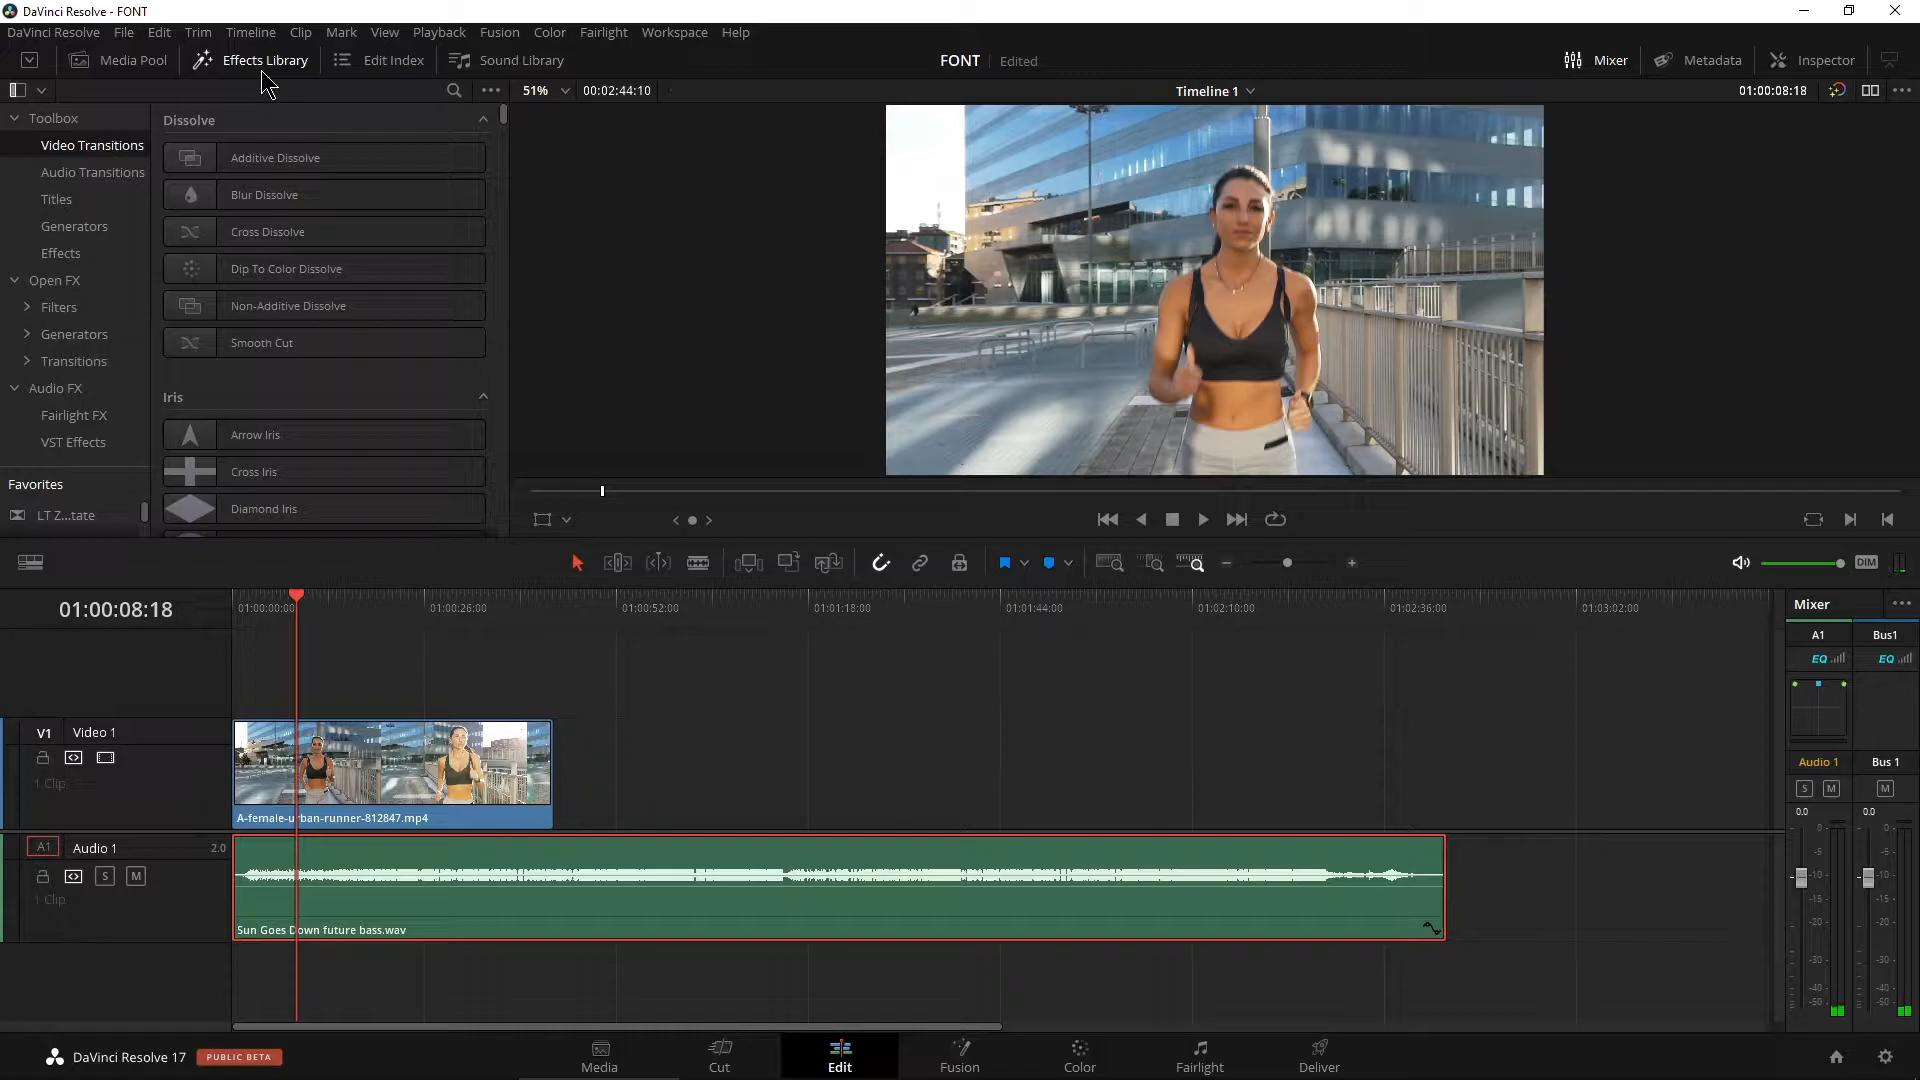 DaVinci Resolve - FONT
DaVinci Resolve File Edit Trim Timeline Clip Mark View Playback Fusion Color Fairlight Workspace Help
Media Pool Effects Library Edit Index Sound Library FONT Edited Mixer Metadata Inspector
51% 00:02:44:10 Timeline 1 01:00:08:18
Toolbox
Video Transitions
Audio Transitions
Titles
Generators
Effects
Open FX
Filters
Generators
Transitions
Audio FX
Fairlight FX
VST Effects
Favorites
LT Z...tate
Dissolve
Additive Dissolve
Blur Dissolve
Cross Dissolve
Dip To Color Dissolve
Non-Additive Dissolve
Smooth Cut
Iris
Arrow Iris
Cross Iris
Diamond Iris
DIM
01:00:08:18
01:00:00:00 01:00:26:00 01:00:52:00 01:01:18:00 01:01:44:00 01:02:10:00 01:02:36:00 01:03:02:00
V1 Video 1
1 Clip
A-female-urban-runner-812847.mp4
A1 Audio 1 2.0
S M
1 Clip
Sun Goes Down future bass.wav
Mixer
A1 Bus1
EQ EQ
Audio 1 Bus 1
S M M
0.0 0.0
0 0
-5 -5
-10 -10
-15 -15
-20 -20
-30 -30
-40 -40
-50 -50
DaVinci Resolve 17 PUBLIC BETA
Media Cut Edit Fusion Color Fairlight Deliver